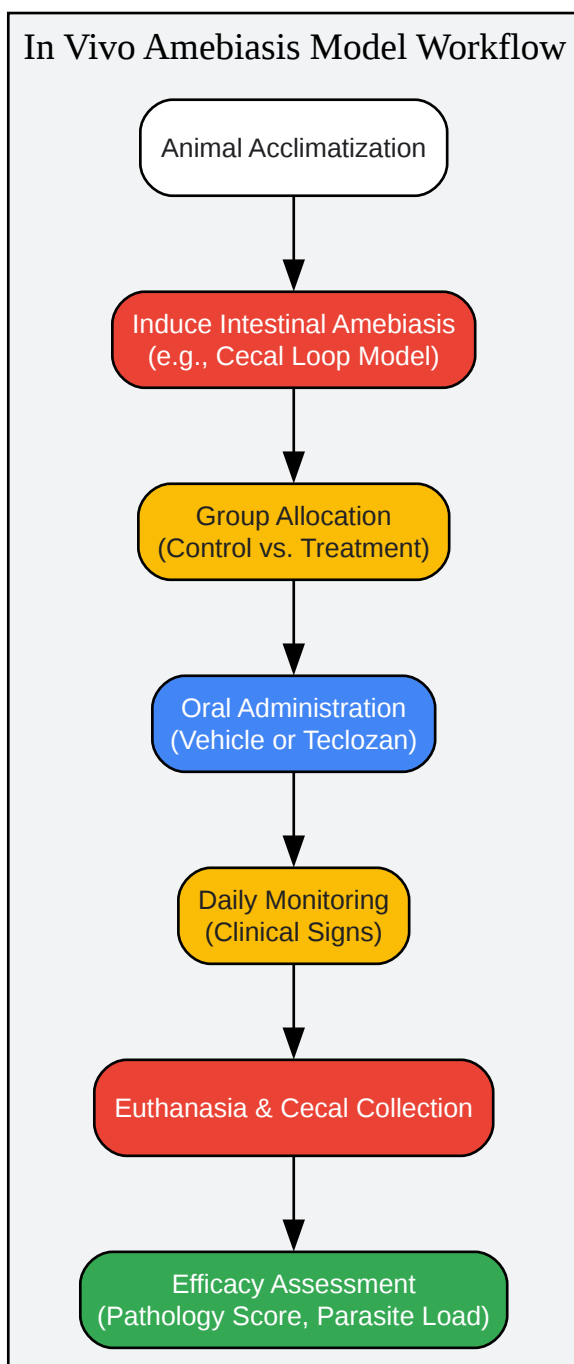 In Vivo Amebiasis Model Workflow
Animal Acclimatization
Induce Intestinal Amebiasis
(e.g., Cecal Loop Model)
Group Allocation
(Control vs. Treatment)
Oral Administration
(Vehicle or Teclozan)
Daily Monitoring
(Clinical Signs)
Euthanasia & Cecal Collection
Efficacy Assessment
(Pathology Score, Parasite Load)